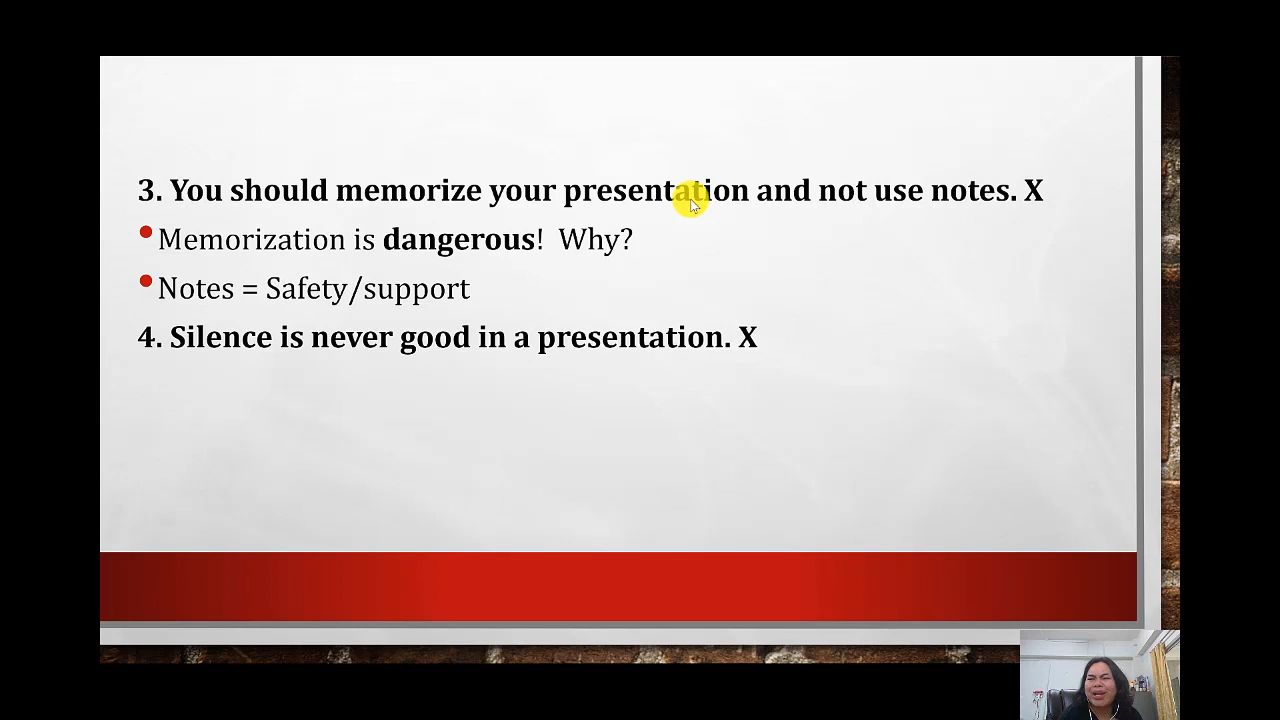 3. You should memorize your presentation and not use notes. X
•Memorization is dangerous!  Why?
•Notes = Safety/support
4. Silence is never good in a presentation. X